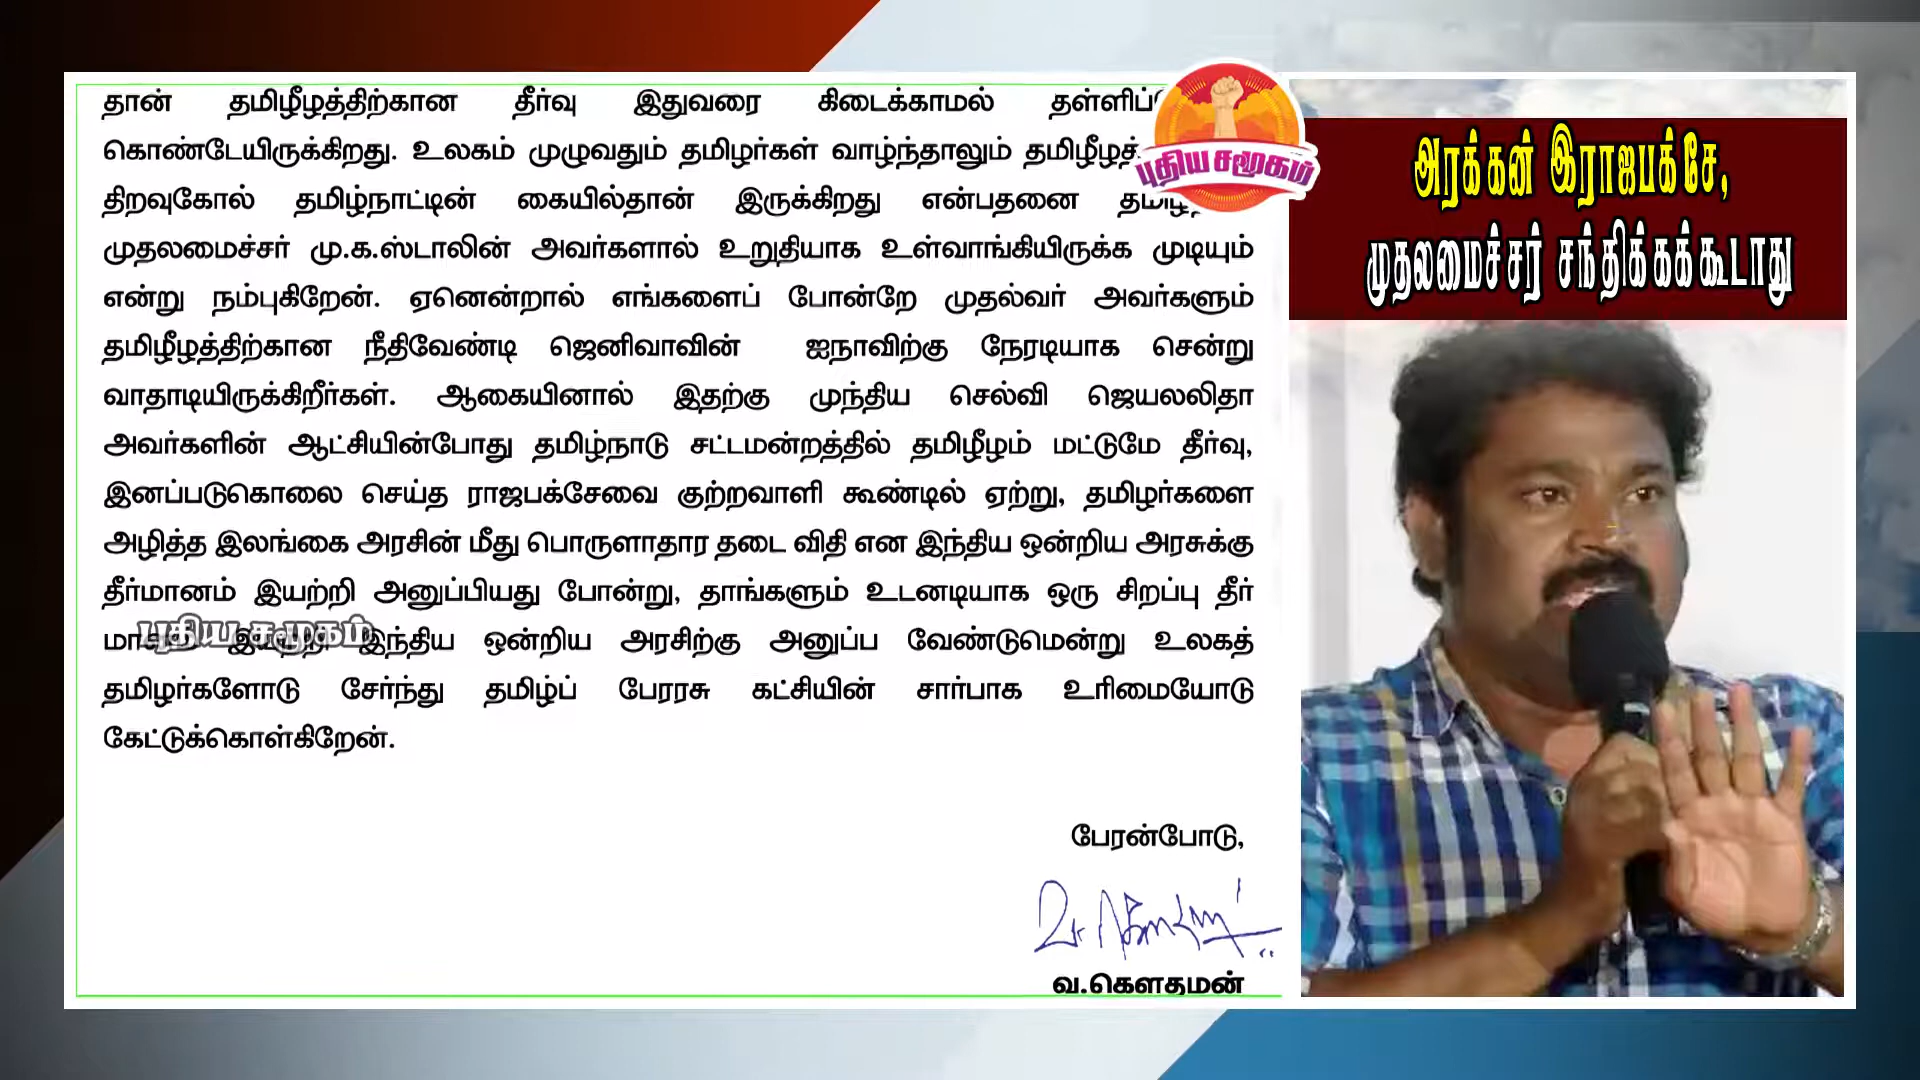 தான் தமிழீழத்திற்கான தீர்வு இதுவரை கிடைக்காமல்
கொண்டேயிருக்கிறது. உலகம் முழுவதும் தமிழர்கள் வாழ்ந்தாலும்
திறவுகோல் தமிழ்நாட்டின் கையில்தான் இருக்கிறது என்பதனை
முதலமைச்சர் மு.க.ஸ்டாலின் அவர்களால் உறுதியாக உள்வாங்கியிருக்க முடியும்
என்று நம்புகிறேன். ஏனென்றால் எங்களைப் போன்றே முதல்வர் அவர்களும்
தமிழீழத்திற்கான நீதிவேண்டி ஜெனிவாவின் ஐநாவிற்கு நேரடியாக சென்று
வாதாடியிருக்கிறீர்கள். ஆகையினால் இதற்கு முந்திய செல்வி ஜெயலலிதா
அவர்களின் ஆட்சியின்போது தமிழ்நாடு சட்டமன்றத்தில் தமிழீழம் மட்டுமே தீர்வு,
இனப்படுகொலை செய்த ராஜபக்சேவை குற்றவாளி கூண்டில் ஏற்று, தமிழர்களை
அழித்த இலங்கை அரசின் மீது பொருளாதார தடை விதி என இந்திய ஒன்றிய அரசுக்கு
தீர்மானம் இயற்றி அனுப்பியது போன்று, தாங்களும் உடனடியாக ஒரு சிறப்பு தீர்
இந்திய ஒன்றிய அரசிற்கு அனுப்ப வேண்டுமென்று உலகத்
தமிழர்களோடு சேர்ந்து தமிழ்ப் பேரரசு கட்சியின் சார்பாக உரிமையோடு
கேட்டுக்கொள்கிறேன்.
பேரன்போடு,
வ.கௌதமன்
புதிய சமூகம்
புதிய சமூகம்
அரக்கன் இராஜபக்சே,
முதலமைச்சர் சந்திக்கக்கூடாது